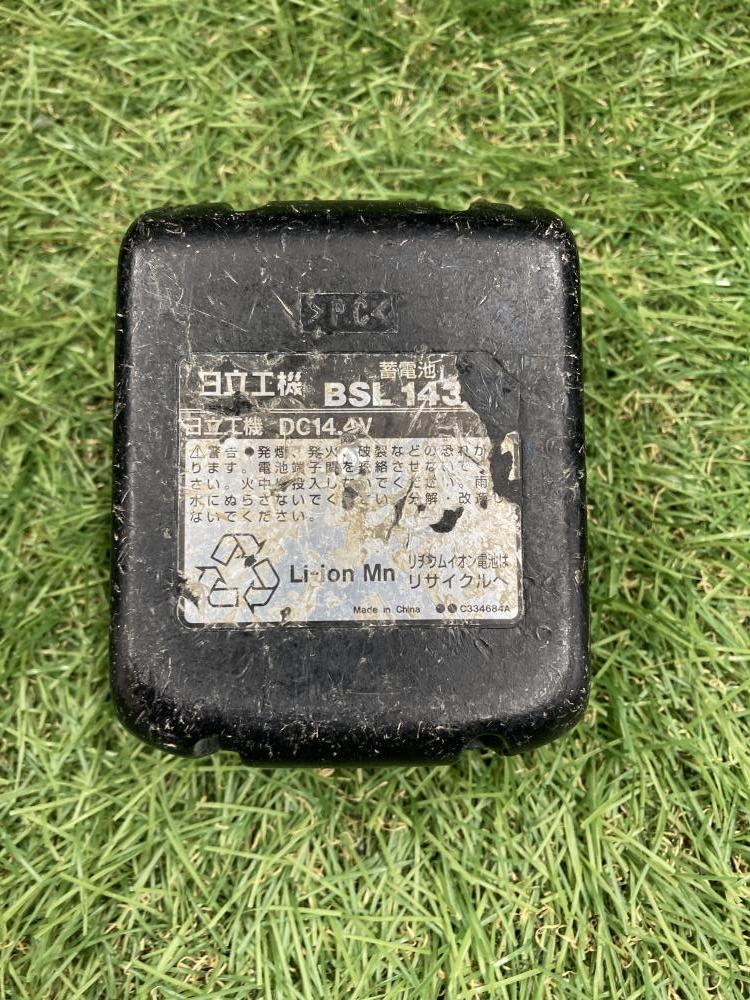 >PC<
蓄電池
日立工機 BSL 143
日立工機 DC14.4V
⚠警告 ●発煙、発火、破裂などの恐れが
ります。電池端子間を短絡させないで
さい。火中に投入しないでください。雨
水にぬらさないでください。分解・改造し
ないでください。
Li-ion Mn
リチウムイオン電池は
リサイクルへ
Made in China
C334684A